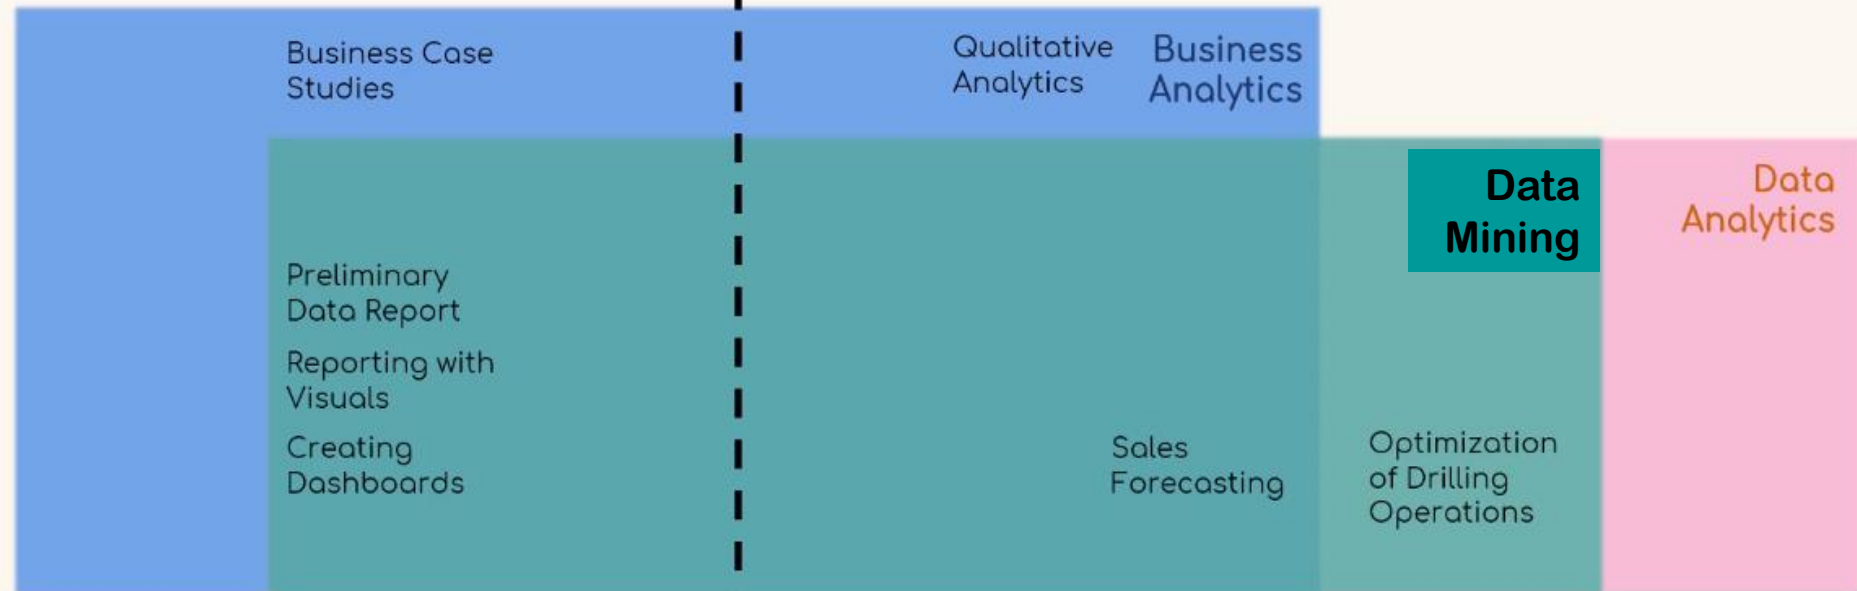 Business Case
Studies
Qualitative
Analytics
Business
Analytics
Data
Mining
Data
Analytics
Preliminary
Data Report
Reporting with
Visuals
Creating
Dashboards
Sales
Forecasting
Optimization
of Drilling
Operations